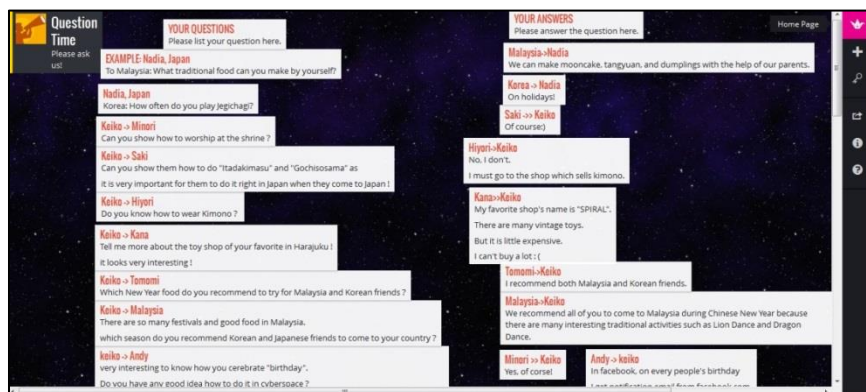 Question
Time
Please ask
us!
YOUR QUESTIONS
Please list your question here.
EXAMPLE: Nadia, Japan
To Malaysia: What traditional food can you make by yourself?
Nadia, Japan
Korea: How often do you play Jegichagi?
Keiko -> Minori
Can you show how to worship at the shrine ?
Keiko -> Saki
Can you show them how to do "Itadakimasu" and "Gochisosama" as
it is very important for them to do it right in Japan when they come to Japan !
Keiko -> Hiyori
Do you know how to wear Kimono ?
Keiko -> Kana
Tell me more about the toy shop of your favorite in Harajuku !
it looks very interesting !
Keiko -> Tomomi
Which New Year food do you recommend to try for Malaysia and Korean friends ?
Keiko -> Malaysia
There are so many festivals and good food in Malaysia.
which season do you recommend Korean and Japanese friends to come to your country ?
keiko -> Andy
very interesting to know how you cerebrate "birthday".
Do you have any good idea how to do it in cyberspace ?
YOUR ANSWERS
Please answer the question here.
Home Page
Malaysia->Nadia
We can make mooncake, tangyuan, and dumplings with the help of our parents.
Korea -> Nadia
On holidays!
Saki ->> Keiko
Of course:)
Hiyori->Keiko
No, I don't.
I must go to the shop which sells kimono.
Kana>>Keiko
My favorite shop's name is "SPIRAL".
There are many vintage toys.
But it is little expensive.
I can't buy a lot : (
Tomomi->Keiko
I recommend both Malaysia and Korean friends.
Malaysia->Keiko
We recommend all of you to come to Malaysia during Chinese New Year because
there are many interesting traditional activities such as Lion Dance and Dragon
Dance.
Minori >> Keiko
Yes, of corse!
Andy -> keiko
In facebook, on every people's birthday
I get notification email from facebook.com